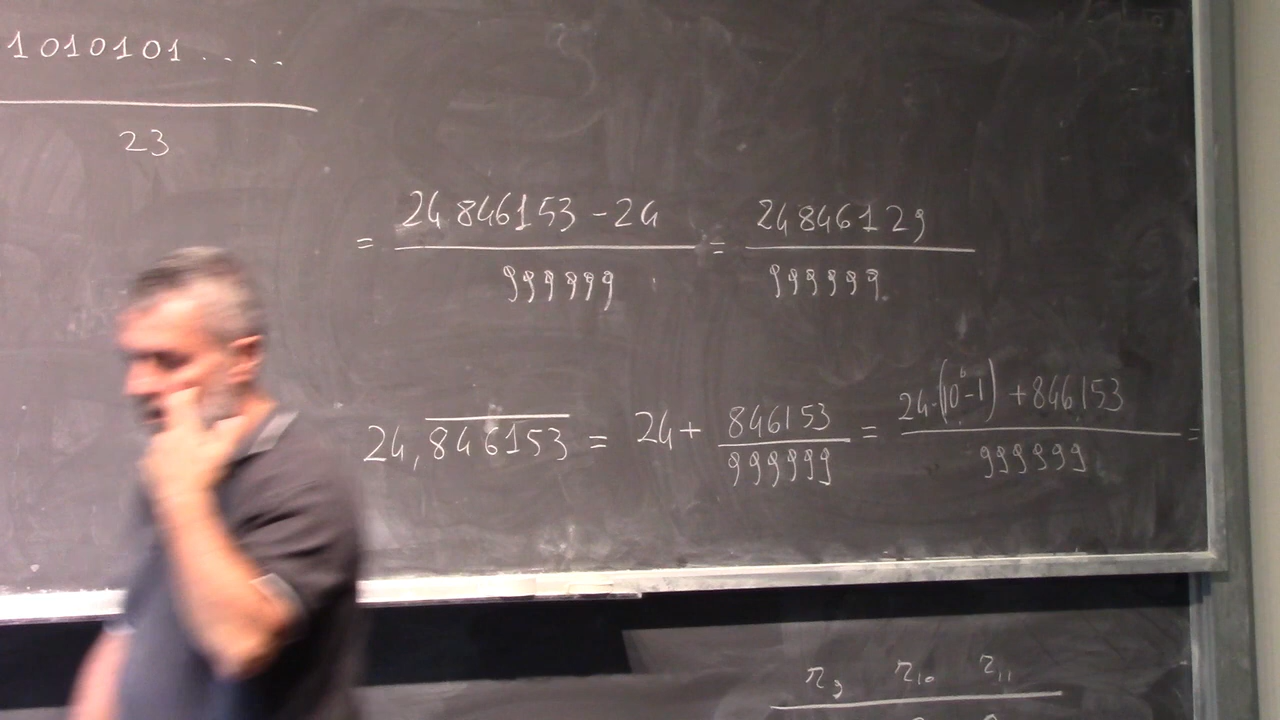 1010101.....
23
= 24846153 - 24 / 999999 = 24846129 / 999999
24,846153 = 24 + 846153 / 999999 = 24·(10⁶-1) + 846153 / 999999 =
r₉ r₁₀ r₁₁